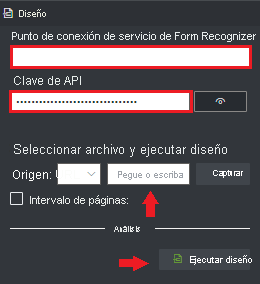 Diseño
Punto de conexión de servicio de Form Recognizer
Clave de API
Seleccionar archivo y ejecutar diseño
Origen: Pegue o escriba Capturar
Intervalo de páginas:
Análisis
Ejecutar diseño